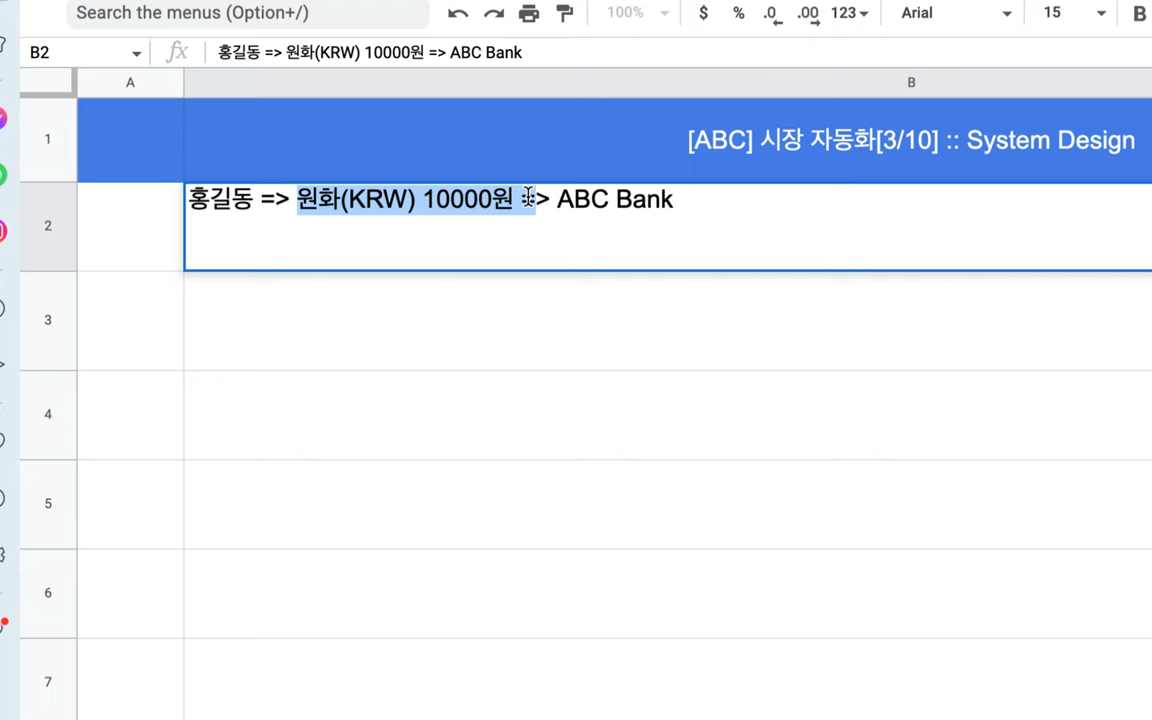 Search the menus (Option+/) 100% $ % .0 .00 123 Arial 15 B
B2 fx 홍길동 => 원화(KRW) 10000원 => ABC Bank
A B
1 [ABC] 시장 자동화[3/10] :: System Design
2 홍길동 => 원화(KRW) 10000원 => ABC Bank
3
4
5
6
7